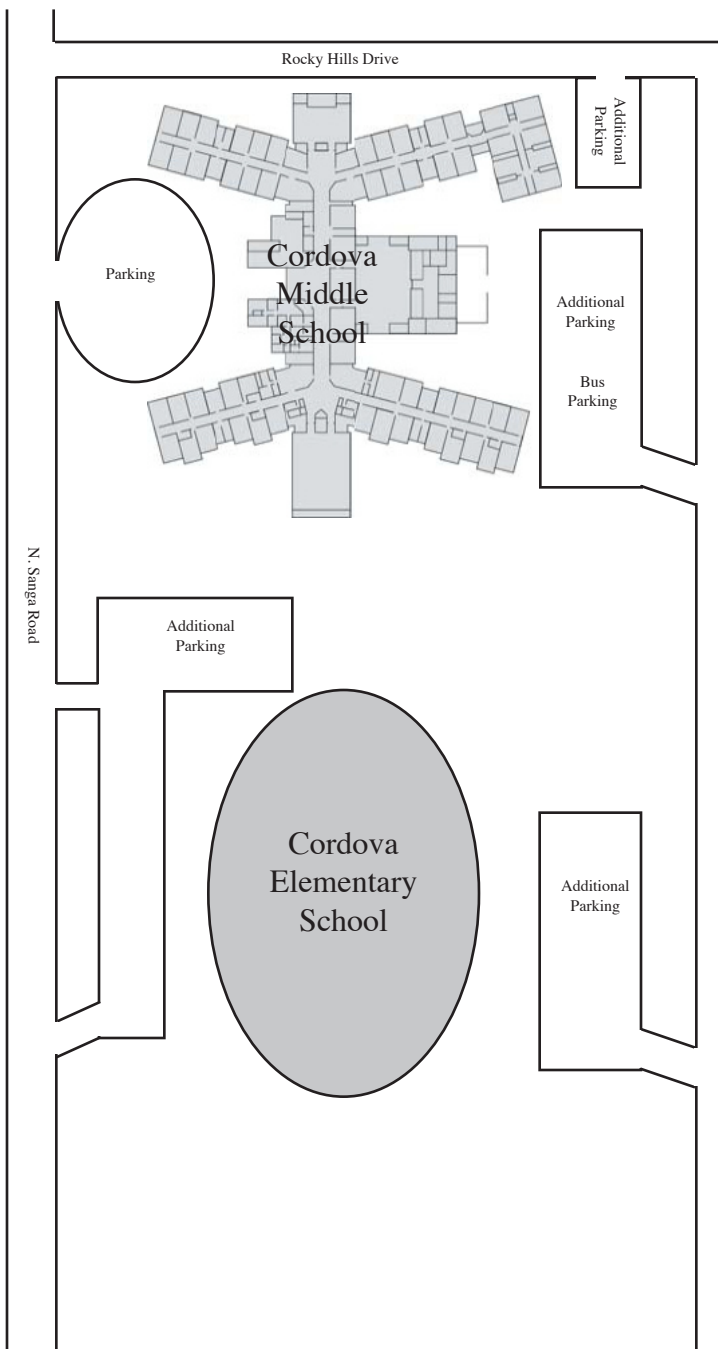 Rocky Hills Drive
Additional
Parking
Parking
Cordova
Middle
School
Additional
Parking
Bus
Parking
N. Sanga Road
Additional
Parking
Cordova
Elementary
School
Additional
Parking